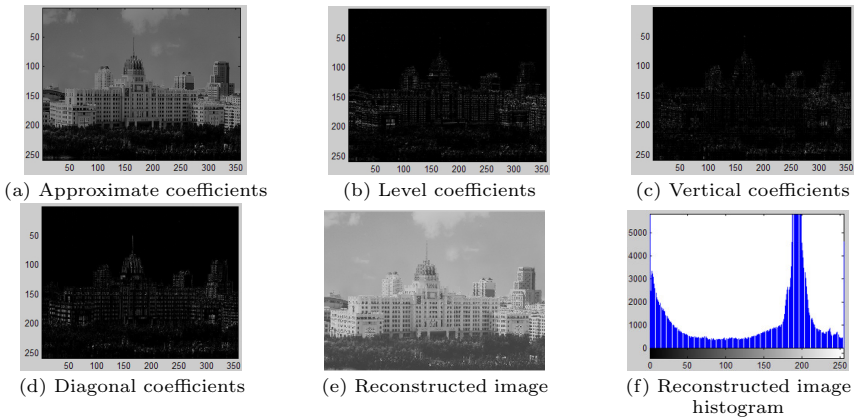 50
100
150
200
250
50 100 150 200 250 300 350
(a) Approximate coefficients
50
100
150
200
250
50 100 150 200 250 300 350
(b) Level coefficients
50
100
150
200
250
50 100 150 200 250 300 350
(c) Vertical coefficients
50
100
150
200
250
50 100 150 200 250 300 350
(d) Diagonal coefficients
(e) Reconstructed image
5000
4000
3000
2000
1000
0
0 50 100 150 200 250
(f) Reconstructed image
histogram